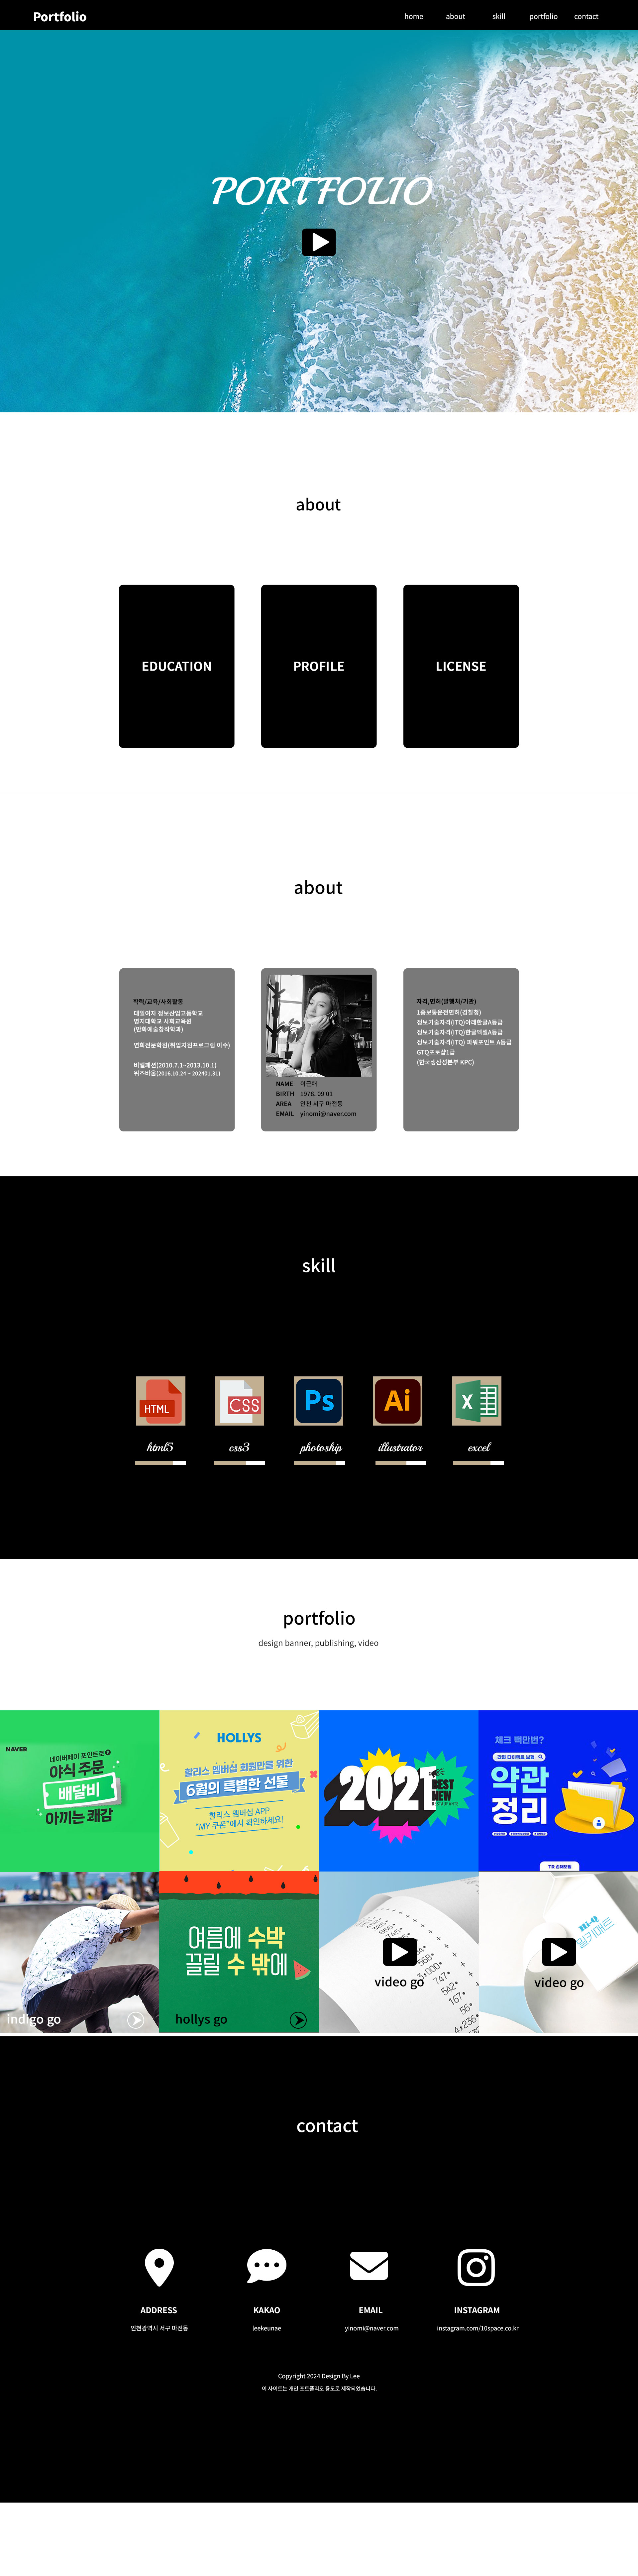 Portfolio
home about skill portfolio contact
PORTFOLIO
about
EDUCATION
PROFILE
LICENSE
about
학력/교육/사회활동
대일여자 정보산업고등학교
명지대학교 사회교육원
(만화예술창작학과)
연희전문학원(취업지원프로그램 이수)
비엘패션(2010.7.1~2013.10.1)
위즈바움(2016.10.24 ~ 202401.31)
NAME 이근애
BIRTH 1978. 09 01
AREA 인천 서구 마전동
EMAIL yinomi@naver.com
자격,면허(발행처/기관)
1종보통운전면허(경찰청)
정보기술자격(ITQ)아래한글A등급
정보기술자격(ITQ)한글엑셀A등급
정보기술자격(ITQ) 파워포인트 A등급
GTQ포토샵1급
(한국생산성본부 KPC)
skill
HTML
CSS
Ps
Ai
X
html5
css3
photoship
illustrator
excel
portfolio
design banner, publishing, video
NAVER
네이버페이 포인트로
야식 주문
배달비
아끼는 쾌감
HOLLYS
할리스 멤버십 회원만을 위한
6월의 특별한 선물
할리스 멤버십 APP
"MY 쿠폰"에서 확인하세요!
2021
BEST
NEW
RESTAURANTS
체크 백만번?
간편 다이렉트 보험
약관
정리
TR 손해보험
indigo go
여름에 수박
끌릴 수 밖에
hollys go
video go
video go
contact
ADDRESS
인천광역시 서구 마전동
KAKAO
leekeunae
EMAIL
yinomi@naver.com
INSTAGRAM
instagram.com/10space.co.kr
Copyright 2024 Design By Lee
이 사이트는 개인 포트폴리오 용도로 제작되었습니다.